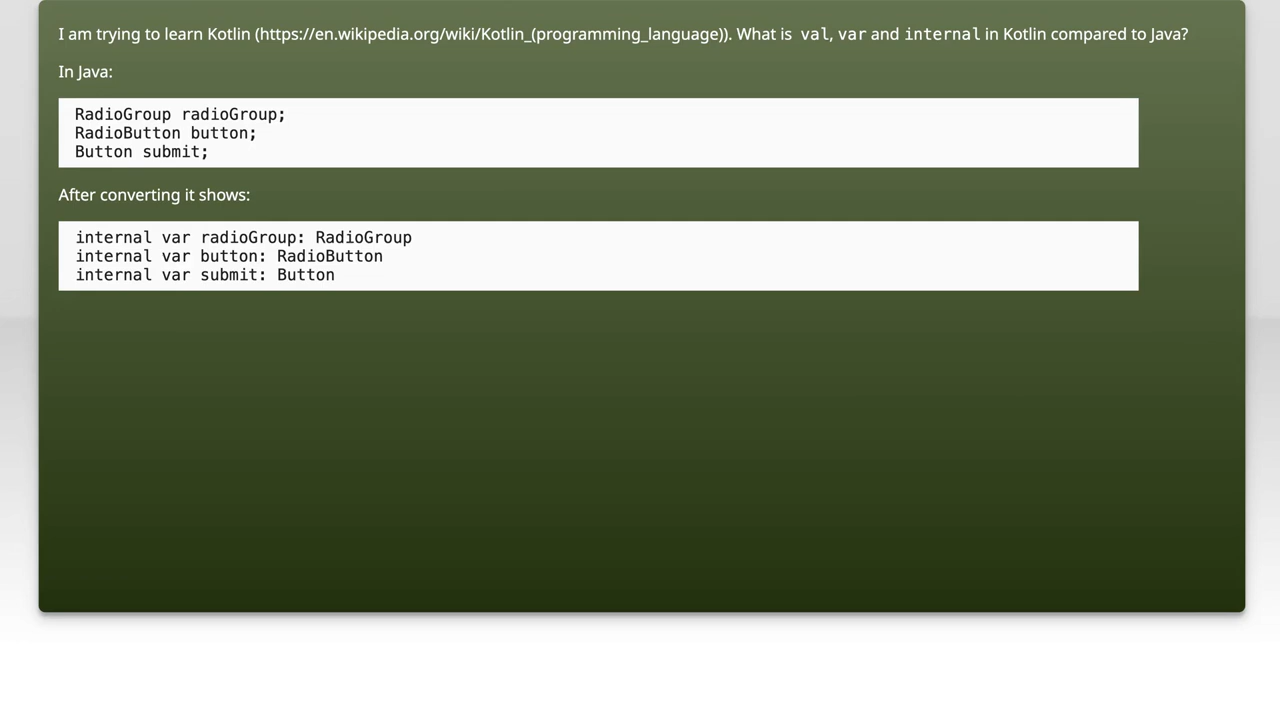 I am trying to learn Kotlin (https://en.wikipedia.org/wiki/Kotlin_(programming_language)). What is val, var and internal in Kotlin compared to Java?
In Java:
RadioGroup radioGroup;
RadioButton button;
Button submit;
After converting it shows:
internal var radioGroup: RadioGroup
internal var button: RadioButton
internal var submit: Button